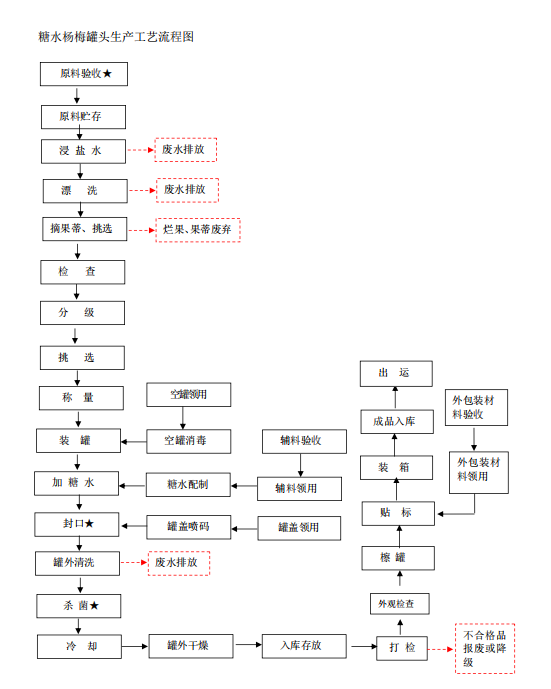 糖水杨梅罐头生产工艺流程图
原料验收★
原料贮存
浸 盐 水
废水排放
漂 洗
废水排放
摘果蒂、挑选
烂果、果蒂废弃
检 查
分 级
挑 选
称 量
空罐领用
装 罐
空罐消毒
辅料验收
加 糖 水
糖水配制
辅料领用
封口★
罐盖喷码
罐盖领用
罐外清洗
废水排放
杀 菌★
冷 却
罐外干燥
入库存放
打 检
不合格品
报废或降
级
外观检查
檫 罐
贴 标
外包装材
料领用
外包装材
料验收
装 箱
成品入库
出 运